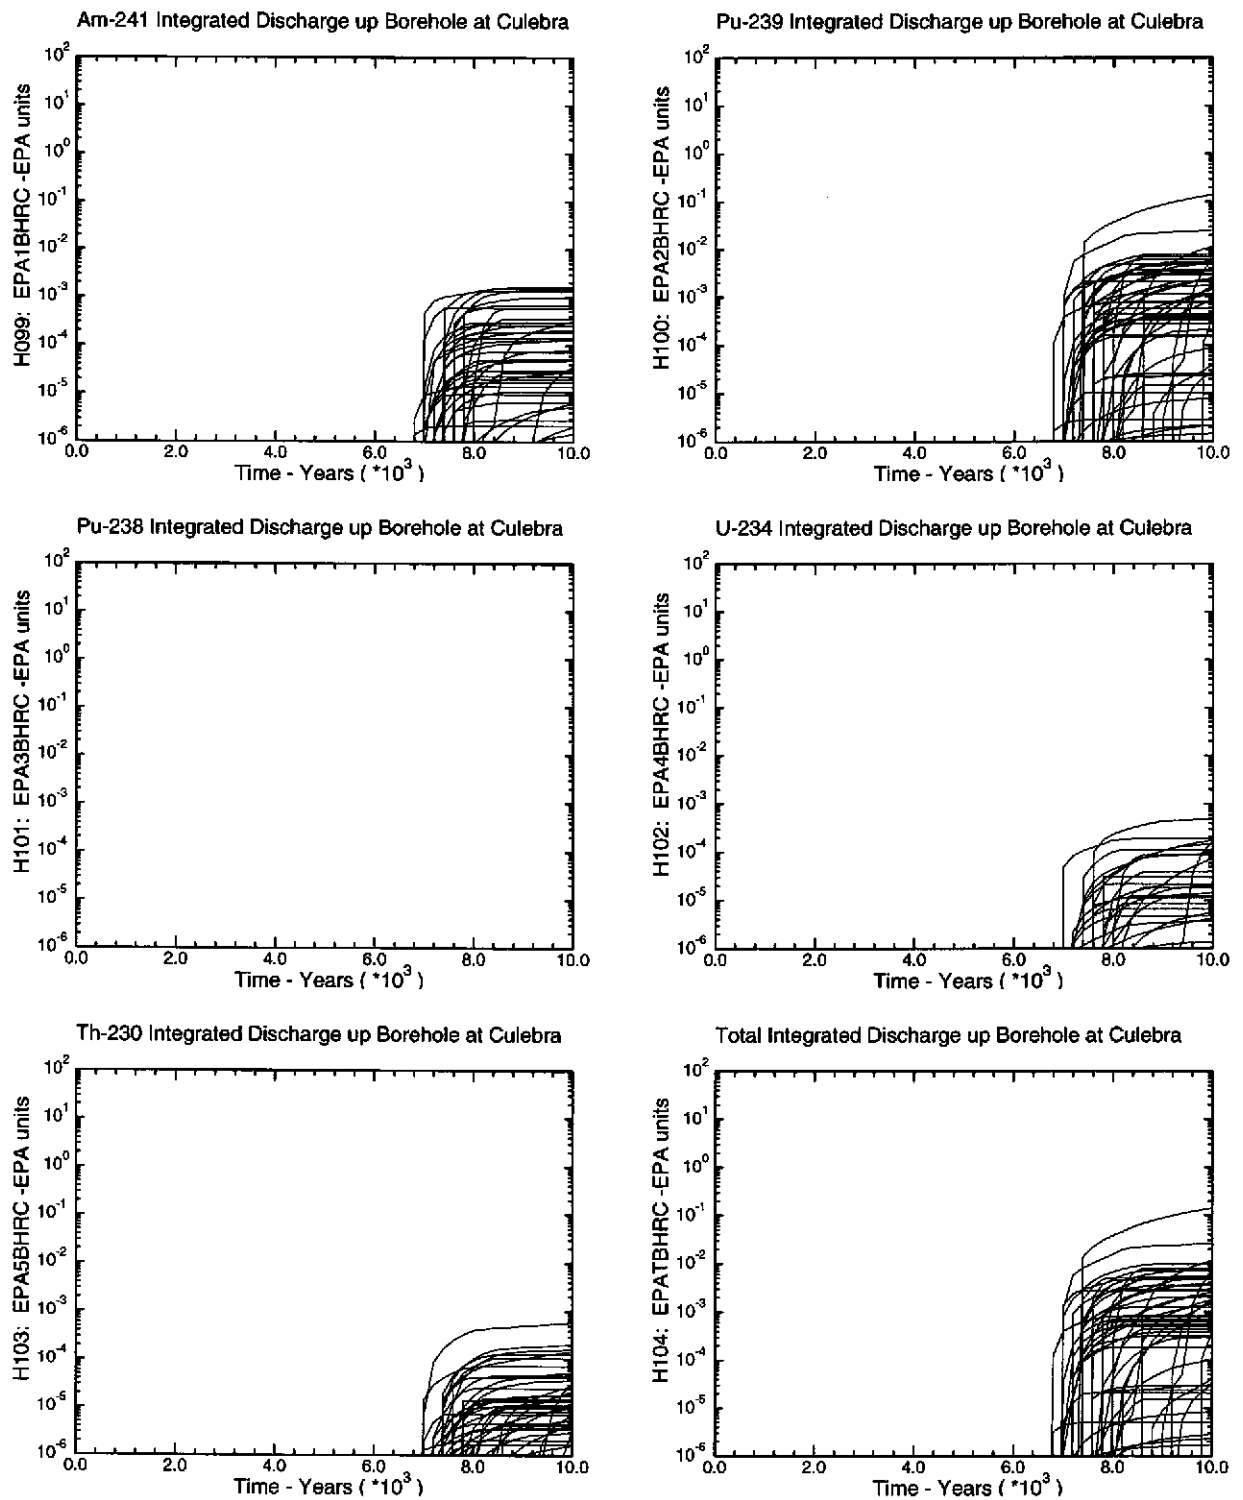 Am-241 Integrated Discharge up Borehole at Culebra
H099: EPA1BHRC -EPA units
10^2
10^1
10^0
10^-1
10^-2
10^-3
10^-4
10^-5
10^-6
0.0 2.0 4.0 6.0 8.0 10.0
Time - Years ( *10^3 )
Pu-239 Integrated Discharge up Borehole at Culebra
H100: EPA2BHRC -EPA units
10^2
10^1
10^0
10^-1
10^-2
10^-3
10^-4
10^-5
10^-6
0.0 2.0 4.0 6.0 8.0 10.0
Time - Years ( *10^3 )
Pu-238 Integrated Discharge up Borehole at Culebra
H101: EPA3BHRC -EPA units
10^2
10^1
10^0
10^-1
10^-2
10^-3
10^-4
10^-5
10^-6
0.0 2.0 4.0 6.0 8.0 10.0
Time - Years ( *10^3 )
U-234 Integrated Discharge up Borehole at Culebra
H102: EPA4BHRC -EPA units
10^2
10^1
10^0
10^-1
10^-2
10^-3
10^-4
10^-5
10^-6
0.0 2.0 4.0 6.0 8.0 10.0
Time - Years ( *10^3 )
Th-230 Integrated Discharge up Borehole at Culebra
H103: EPA5BHRC -EPA units
10^2
10^1
10^0
10^-1
10^-2
10^-3
10^-4
10^-5
10^-6
0.0 2.0 4.0 6.0 8.0 10.0
Time - Years ( *10^3 )
Total Integrated Discharge up Borehole at Culebra
H104: EPATBHRC -EPA units
10^2
10^1
10^0
10^-1
10^-2
10^-3
10^-4
10^-5
10^-6
0.0 2.0 4.0 6.0 8.0 10.0
Time - Years ( *10^3 )